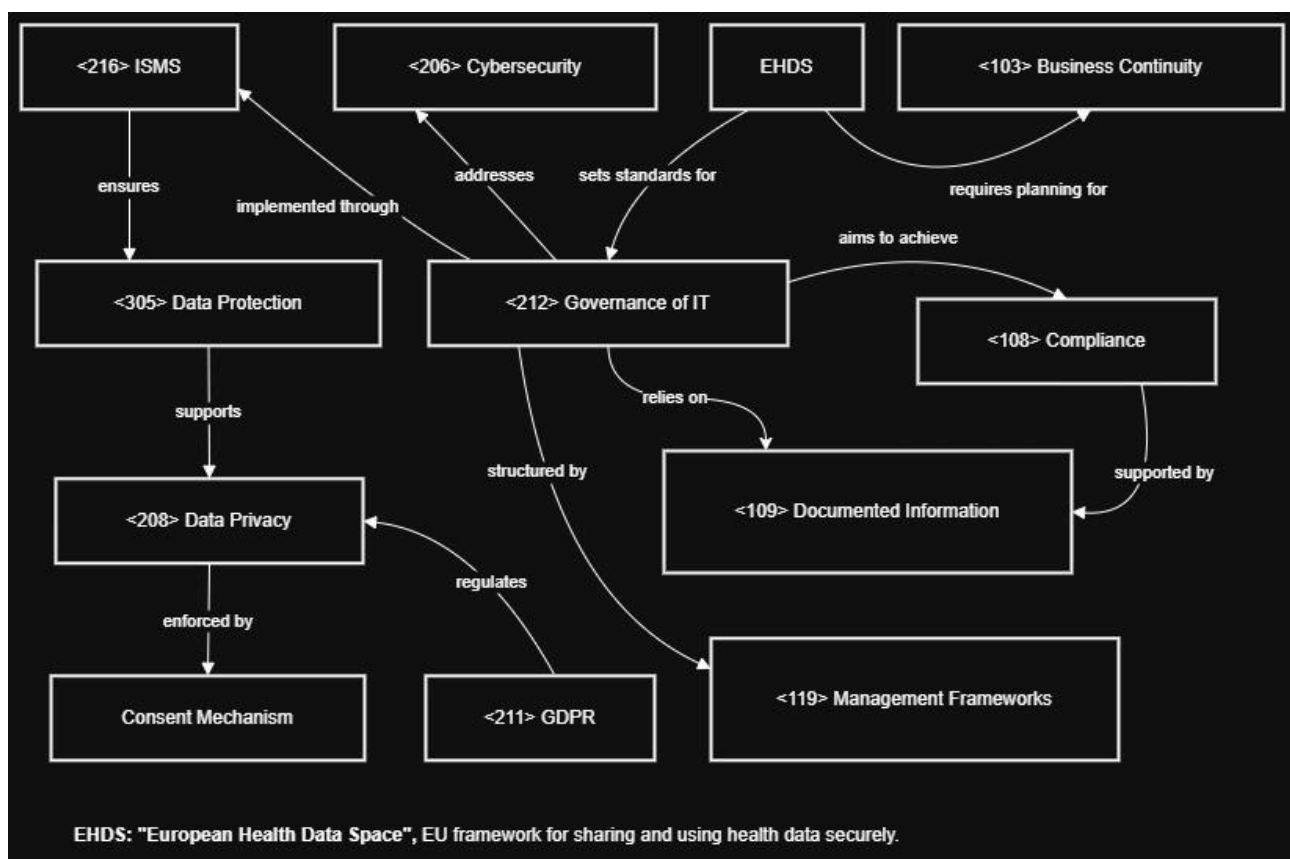 <216> ISMS
<206> Cybersecurity
EHDS
<103> Business Continuity
ensures
addresses
sets standards for
requires planning for
implemented through
aims to achieve
<305> Data Protection
<212> Governance of IT
<108> Compliance
supports
relies on
structured by
supported by
<208> Data Privacy
<109> Documented Information
regulates
enforced by
Consent Mechanism
<211> GDPR
<119> Management Frameworks
EHDS: "European Health Data Space", EU framework for sharing and using health data securely.